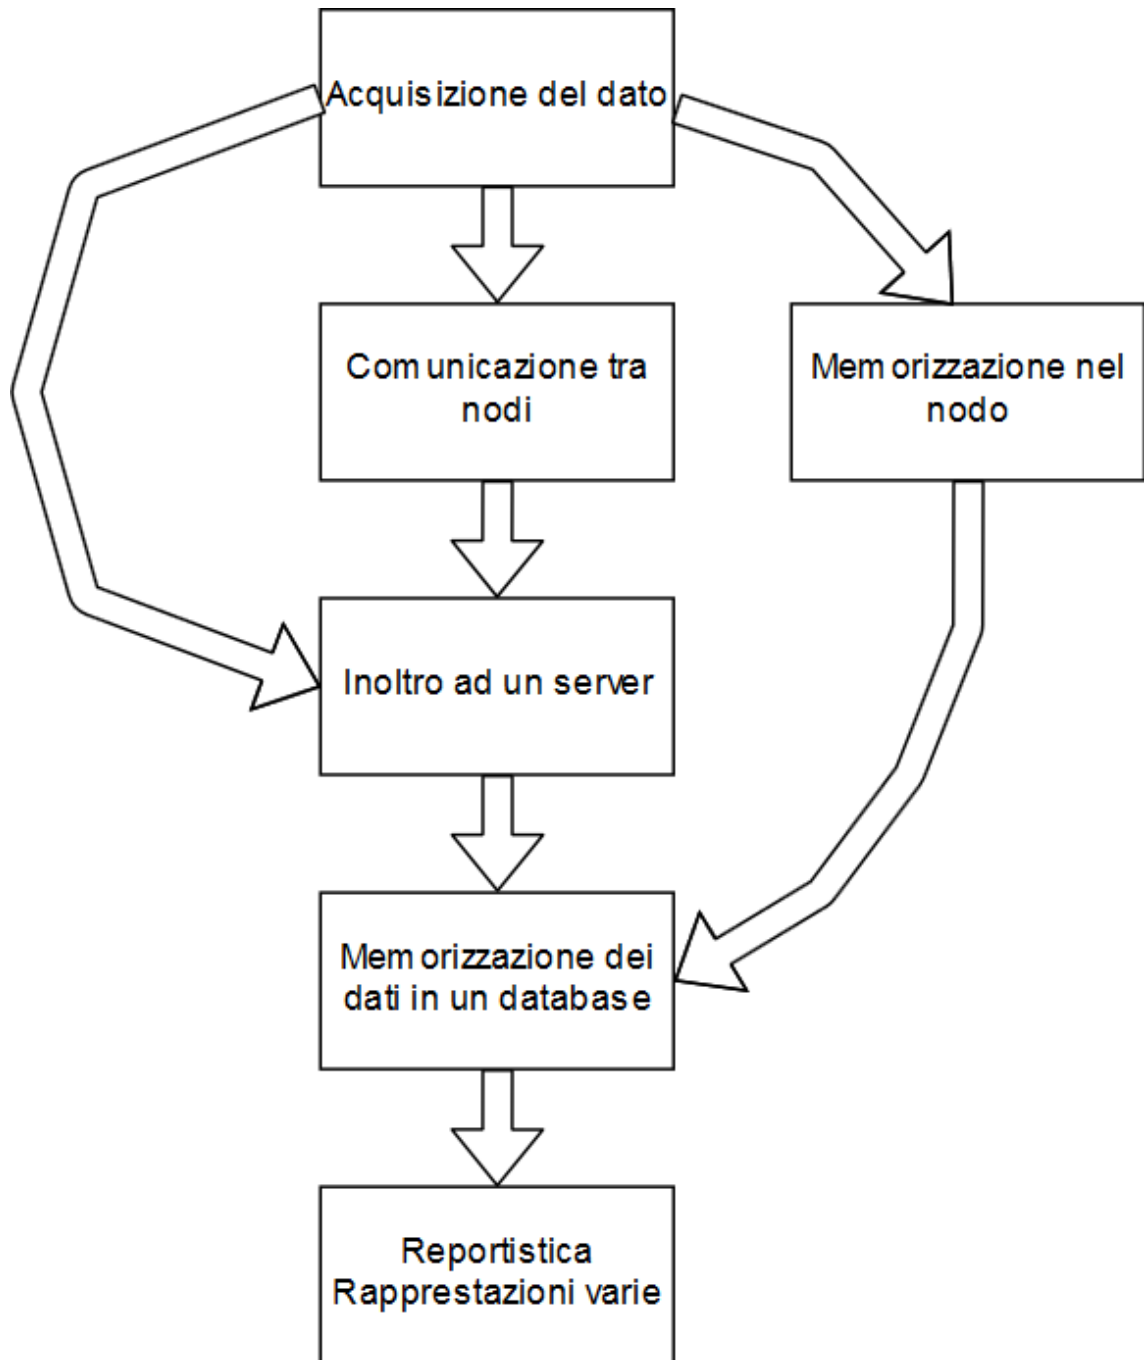 Acquisizione del dato
Comunicazione tra
nodi
Memorizzazione nel
nodo
Inoltro ad un server
Memorizzazione dei
dati in un database
Reportistica
Rapprestazioni varie